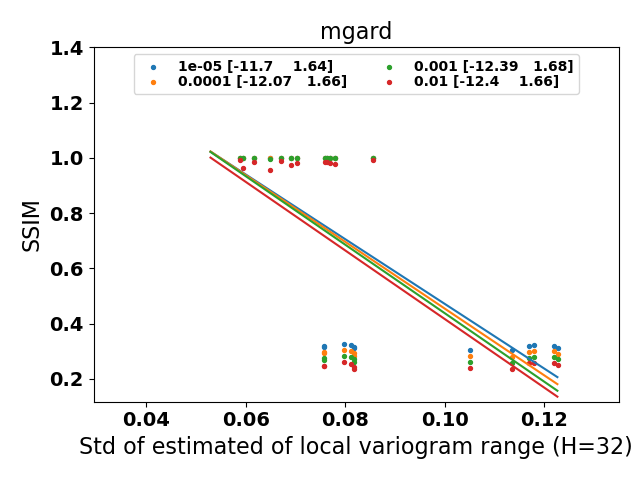 mgard
1e-05 [-11.7 1.64]
0.0001 [-12.07 1.66]
0.001 [-12.39 1.68]
0.01 [-12.4 1.66]
SSIM
1.4
1.2
1.0
0.8
0.6
0.4
0.2
0.04 0.06 0.08 0.10 0.12
Std of estimated of local variogram range (H=32)